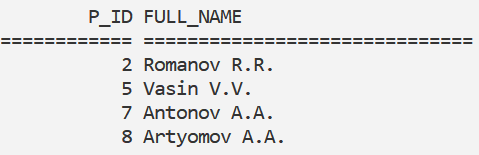 P_ID FULL_NAME
============ ==============================
2 Romanov R.R.
5 Vasin V.V.
7 Antonov A.A.
8 Artyomov A.A.